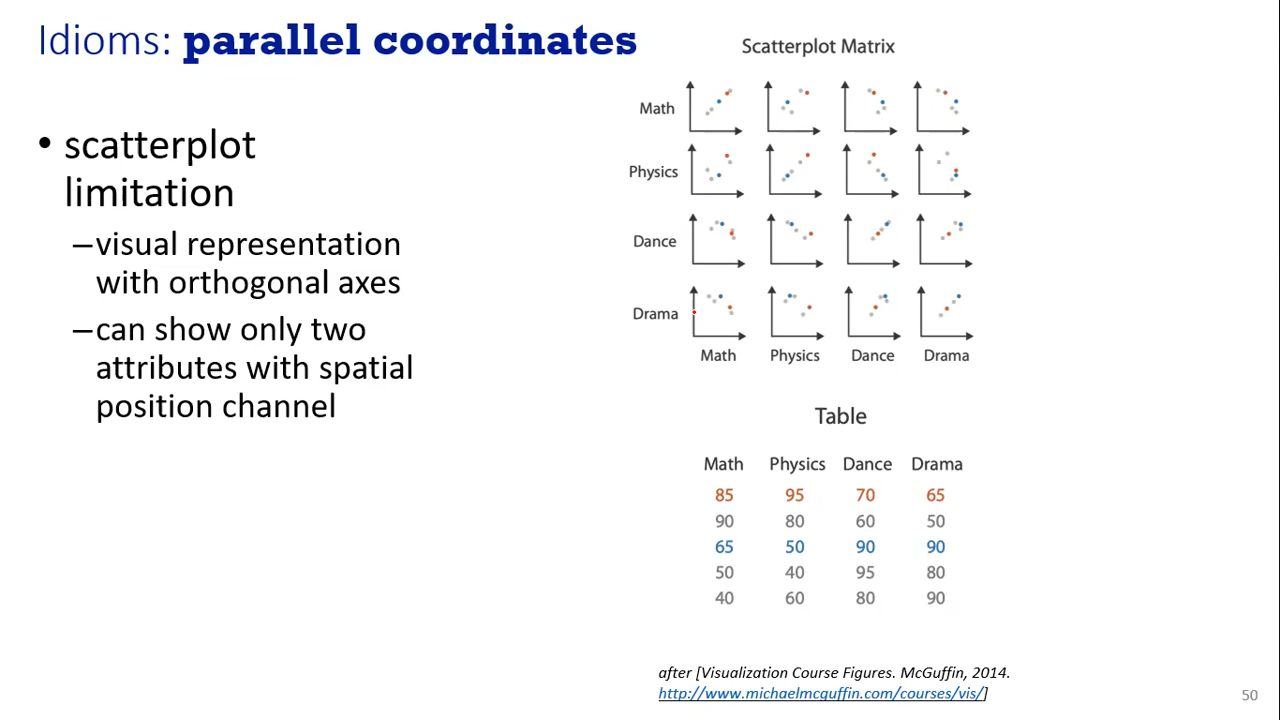 Idioms: parallel coordinates
• scatterplot
limitation
–visual representation
with orthogonal axes
–can show only two
attributes with spatial
position channel
Scatterplot Matrix
Math
Physics
Dance
Drama
Math Physics Dance Drama
Table
Math Physics Dance Drama
85 95 70 65
90 80 60 50
65 50 90 90
50 40 95 80
40 60 80 90
after [Visualization Course Figures. McGuffin, 2014.
http://www.michaelmcguffin.com/courses/vis/]
50